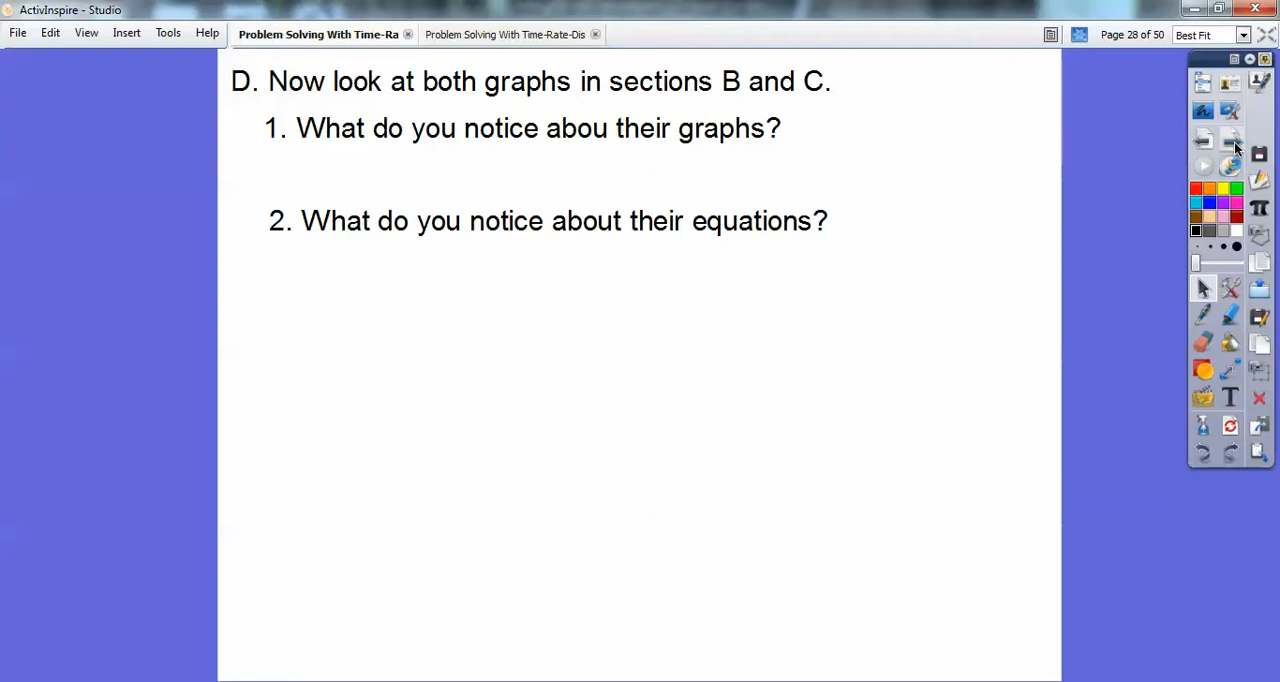 ActivInspire - Studio
File Edit View Insert Tools Help
Problem Solving With Time-Ra
Problem Solving With Time-Rate-Dis
Page 28 of 50
Best Fit
D. Now look at both graphs in sections B and C.
1. What do you notice abou their graphs?
2. What do you notice about their equations?